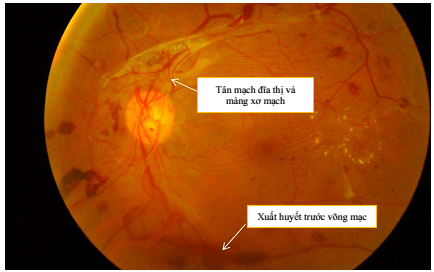 Tân mạch đĩa thị và
màng xơ mạch
Xuất huyết trước võng mạc